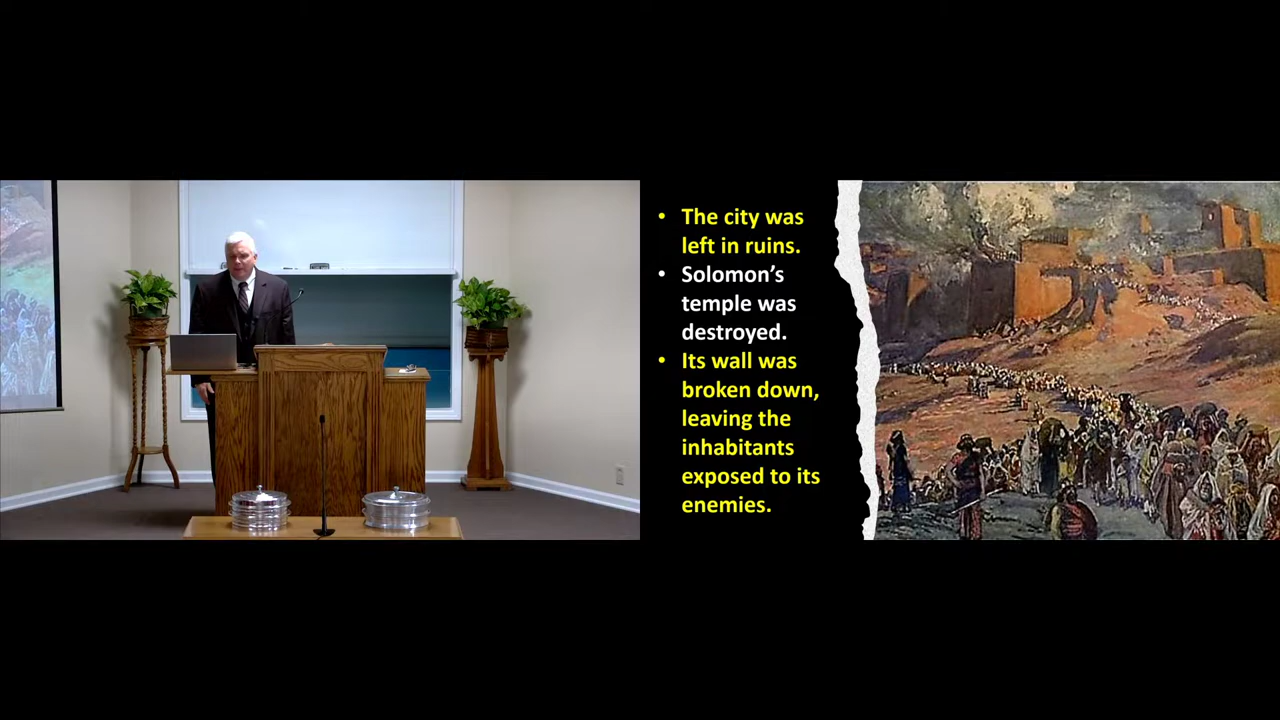 • The city was
left in ruins.
• Solomon's
temple was
destroyed.
• Its wall was
broken down,
leaving the
inhabitants
exposed to its
enemies.